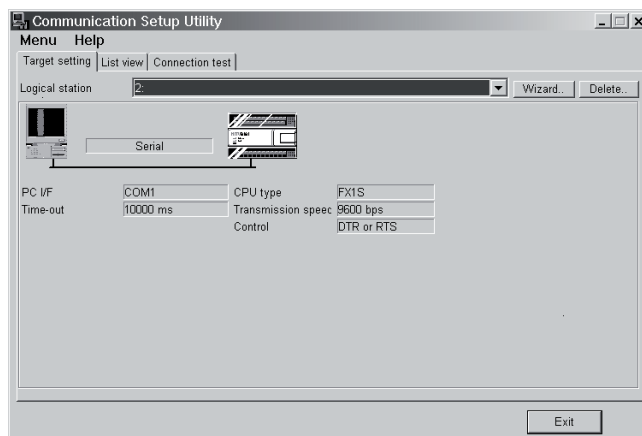 Communication Setup Utility
Menu Help
Target setting List view Connection test
Logical station 2: Wizard.. Delete..
Serial
PC I/F COM1 CPU type FX1S
Time-out 10000 ms Transmission speec 9600 bps
Control DTR or RTS
Exit